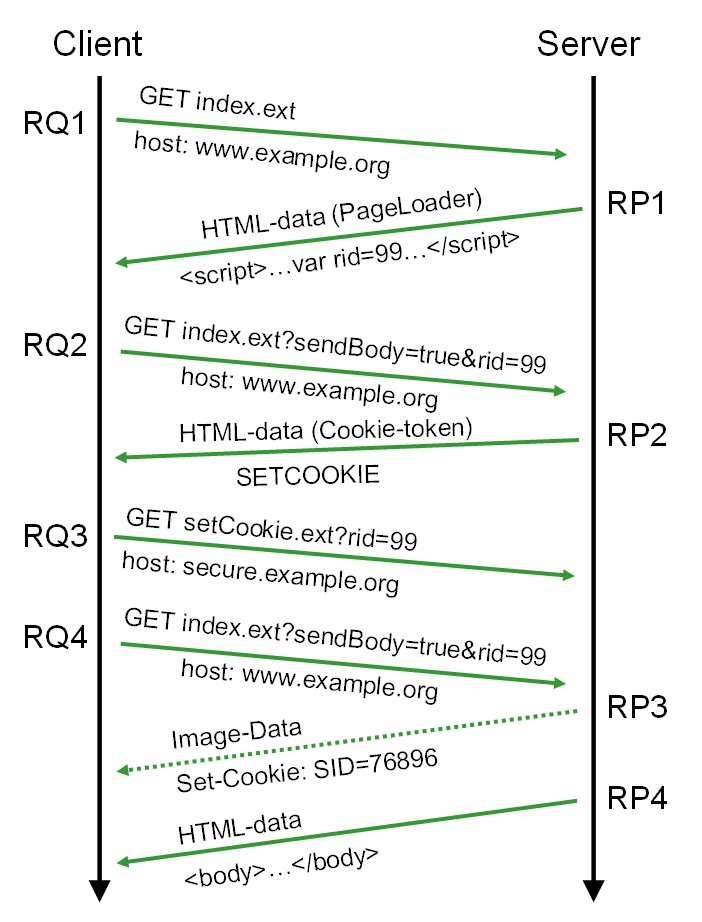 Client
Server
RQ1
GET index.ext
host: www.example.org
RP1
HTML-data (PageLoader)
<script>…var rid=99…</script>
RQ2
GET index.ext?sendBody=true&rid=99
host: www.example.org
RP2
HTML-data (Cookie-token)
SETCOOKIE
RQ3
GET setCookie.ext?rid=99
host: secure.example.org
RQ4
GET index.ext?sendBody=true&rid=99
host: www.example.org
RP3
Image-Data
Set-Cookie: SID=76896
RP4
HTML-data
<body>…</body>